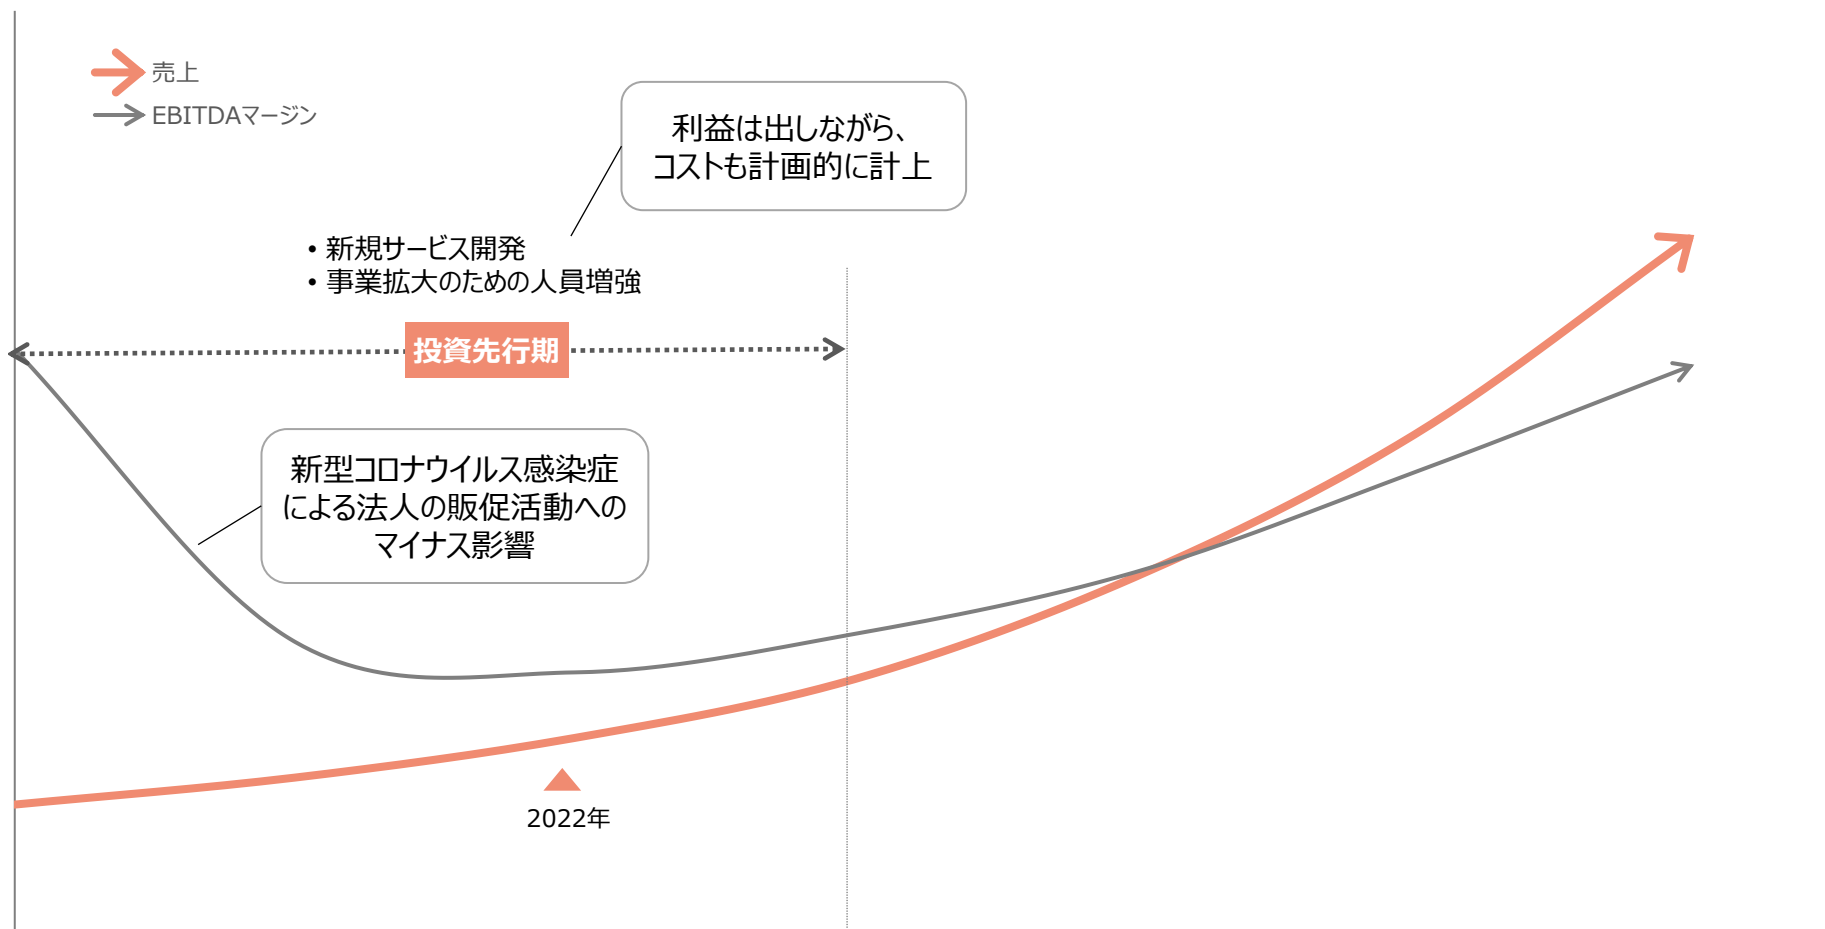 売上
EBITDAマージン
利益は出しながら、
コストも計画的に計上
• 新規サービス開発
• 事業拡大のための人員増強
投資先行期
新型コロナウイルス感染症
による法人の販促活動への
マイナス影響
2022年